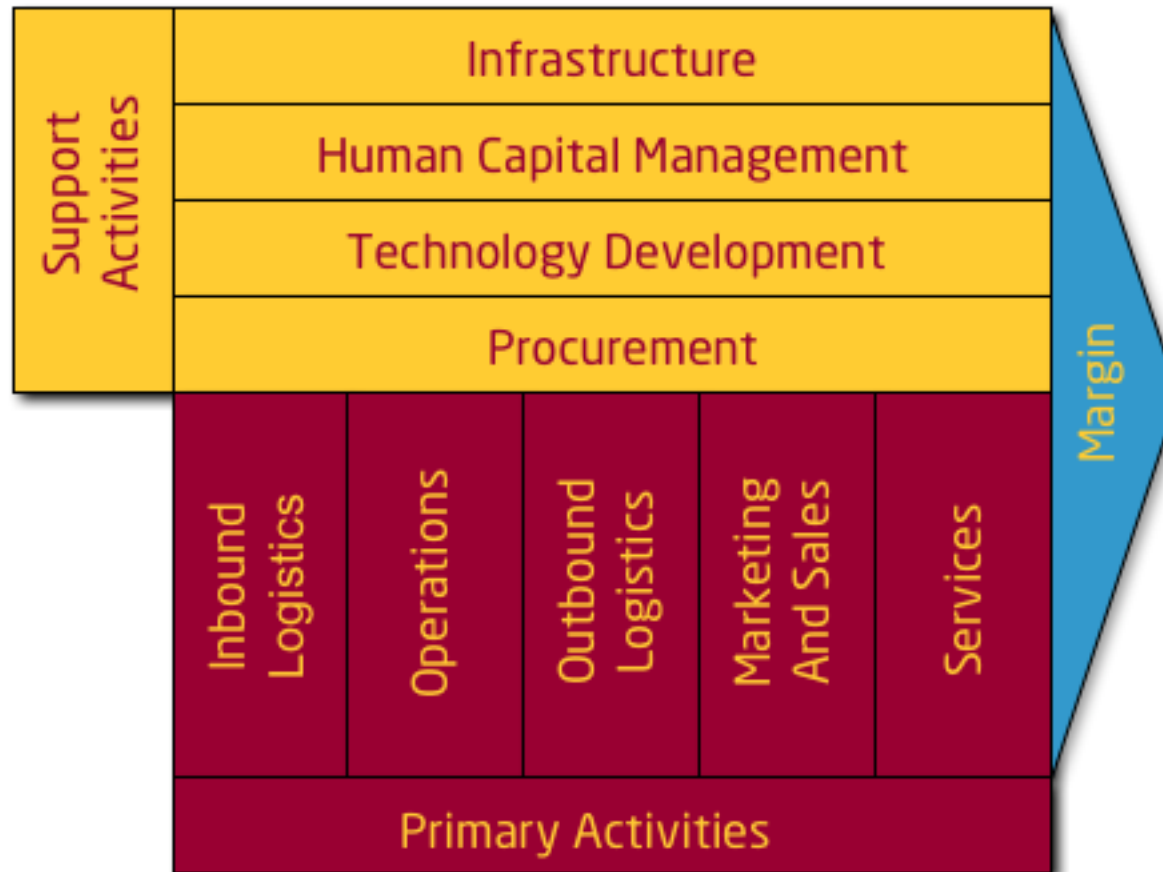 Support
Activities
Infrastructure
Human Capital Management
Technology Development
Procurement
Inbound
Logistics
Operations
Outbound
Logistics
Marketing
And Sales
Services
Margin
Primary Activities